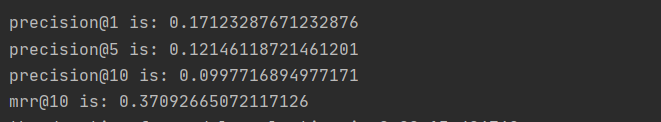 precision@1 is: 0.17123287671232876
precision@5 is: 0.12146118721461201
precision@10 is: 0.0997716894977171
mrr@10 is: 0.37092665072117126